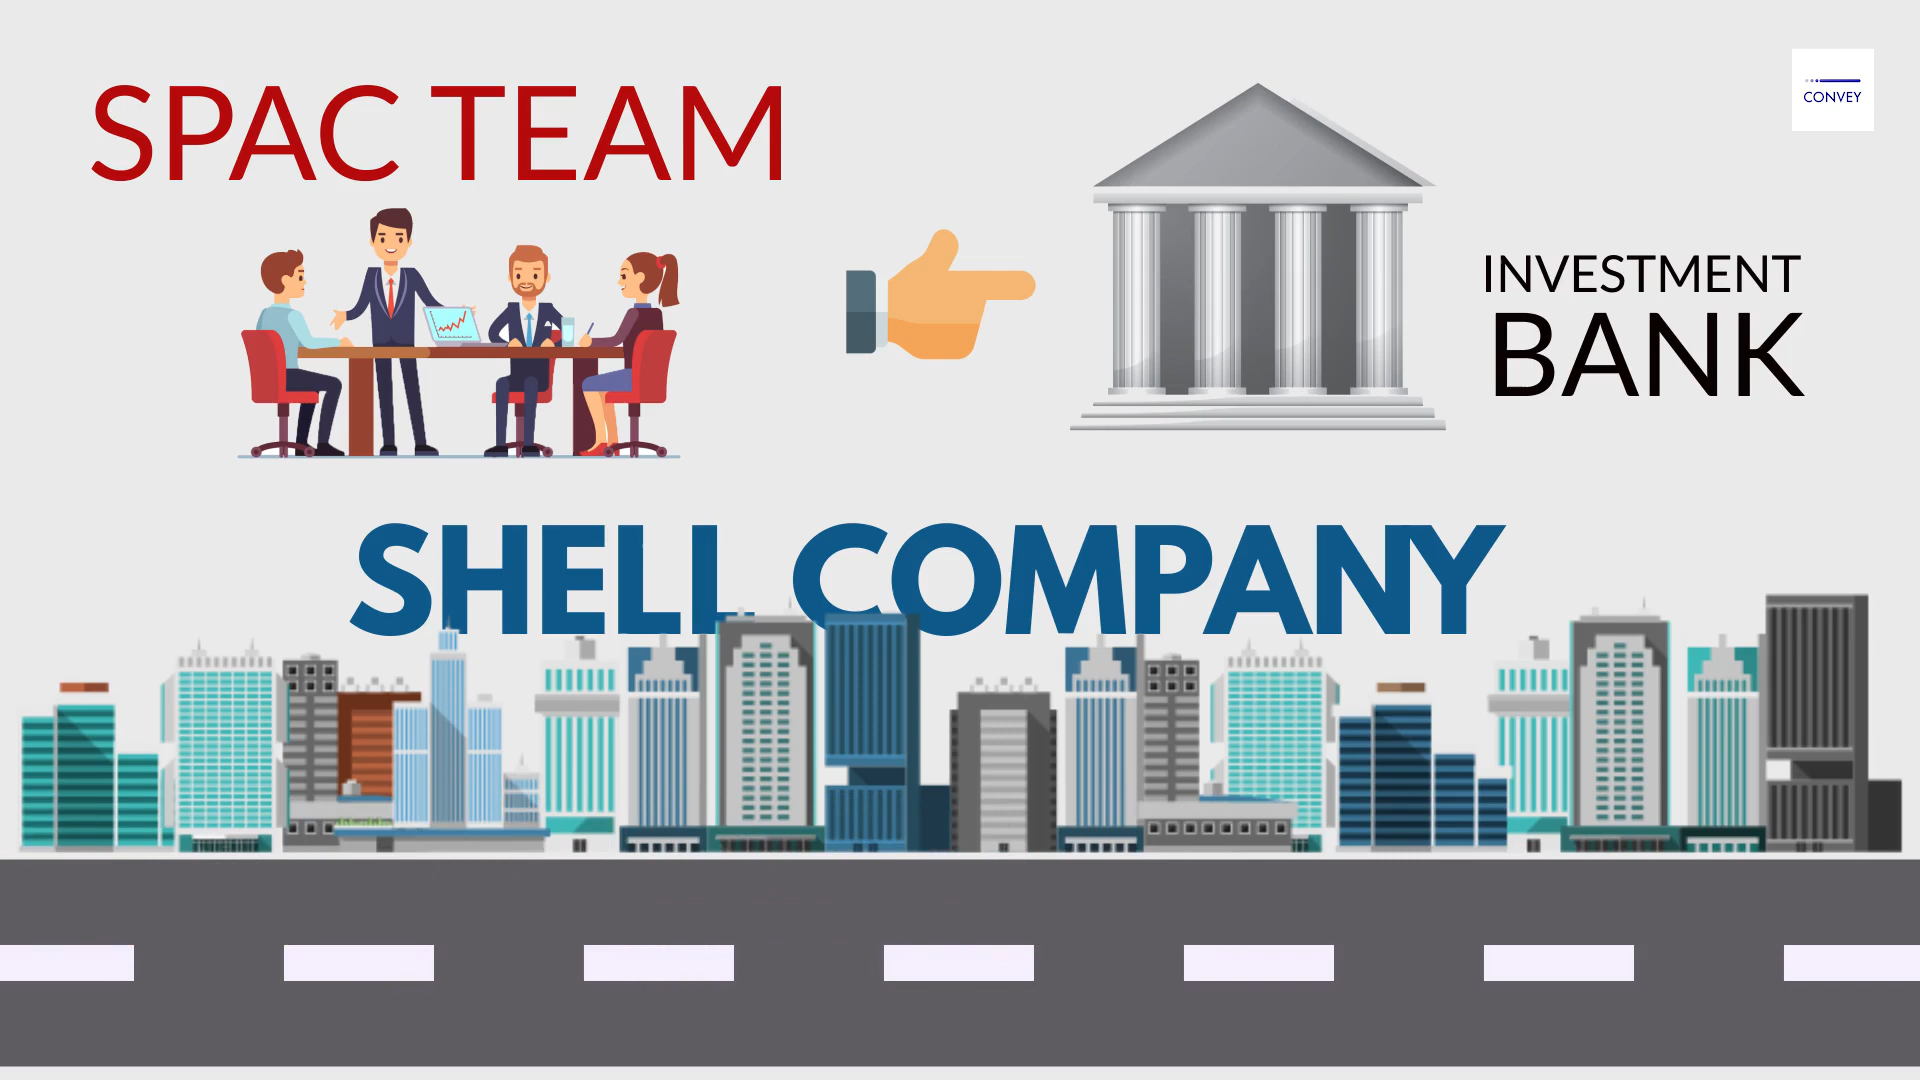 SPAC TEAM
CONVEY
INVESTMENT
BANK
SHELL COMPANY